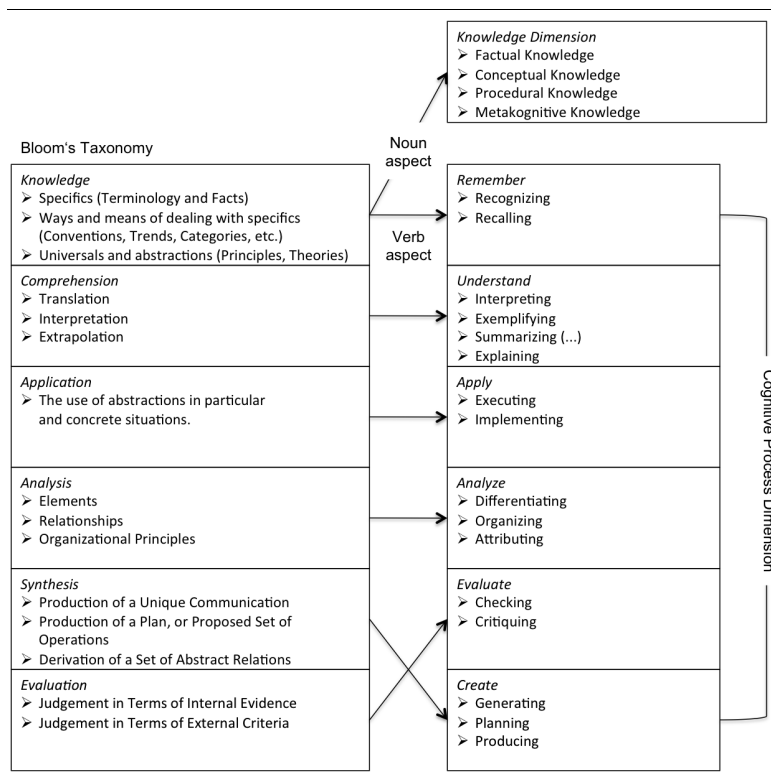 Knowledge Dimension
➢ Factual Knowledge
➢ Conceptual Knowledge
➢ Procedural Knowledge
➢ Metakognitive Knowledge
Bloom‘s Taxonomy
Noun
aspect
Verb
aspect
Knowledge
➢ Specifics (Terminology and Facts)
➢ Ways and means of dealing with specifics
(Conventions, Trends, Categories, etc.)
➢ Universals and abstractions (Principles, Theories)
Remember
➢ Recognizing
➢ Recalling
Comprehension
➢ Translation
➢ Interpretation
➢ Extrapolation
Understand
➢ Interpreting
➢ Exemplifying
➢ Summarizing (...)
➢ Explaining
Application
➢ The use of abstractions in particular
and concrete situations.
Apply
➢ Executing
➢ Implementing
Analysis
➢ Elements
➢ Relationships
➢ Organizational Principles
Analyze
➢ Differentiating
➢ Organizing
➢ Attributing
Synthesis
➢ Production of a Unique Communication
➢ Production of a Plan, or Proposed Set of
Operations
➢ Derivation of a Set of Abstract Relations
Evaluate
➢ Checking
➢ Critiquing
Evaluation
➢ Judgement in Terms of Internal Evidence
➢ Judgement in Terms of External Criteria
Create
➢ Generating
➢ Planning
➢ Producing
Cognitive Process Dimension